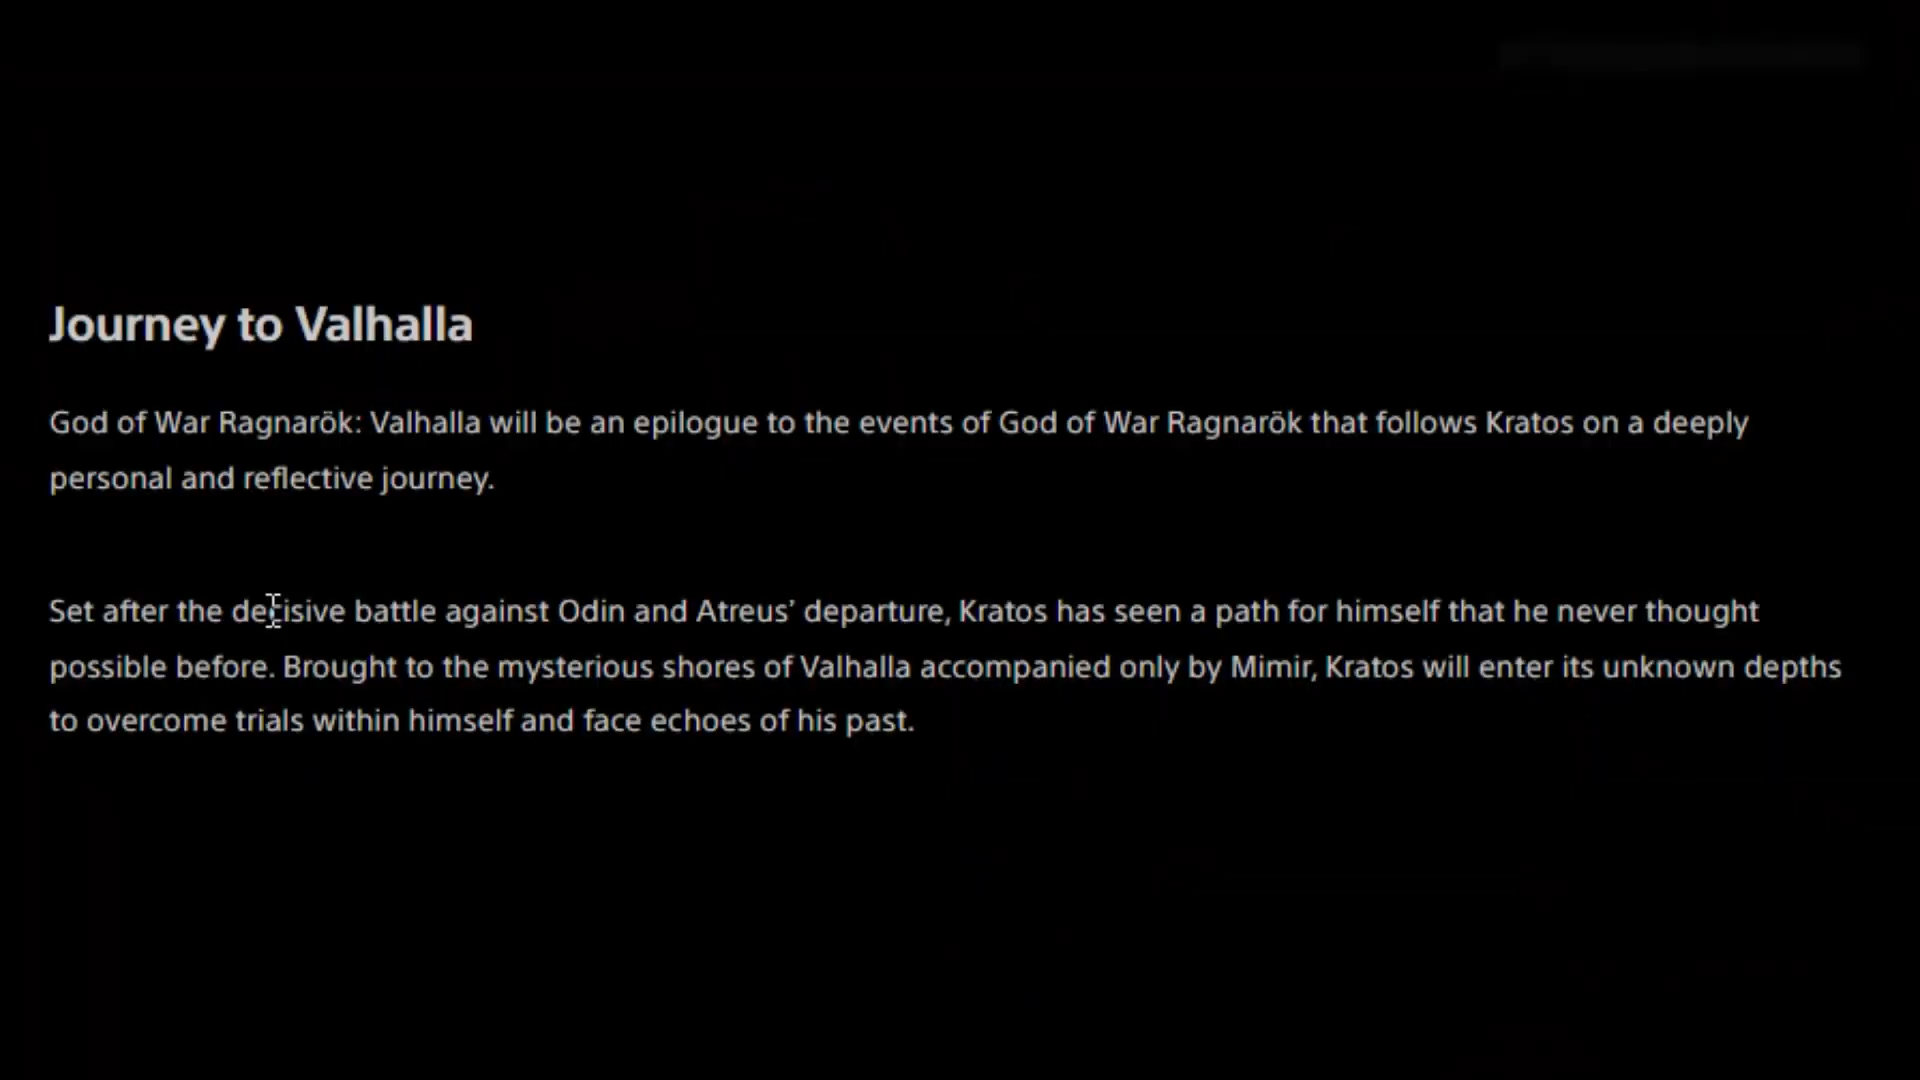 Journey to Valhalla
God of War Ragnarök: Valhalla will be an epilogue to the events of God of War Ragnarök that follows Kratos on a deeply
personal and reflective journey.
Set after the decisive battle against Odin and Atreus’ departure, Kratos has seen a path for himself that he never thought
possible before. Brought to the mysterious shores of Valhalla accompanied only by Mimir, Kratos will enter its unknown depths
to overcome trials within himself and face echoes of his past.